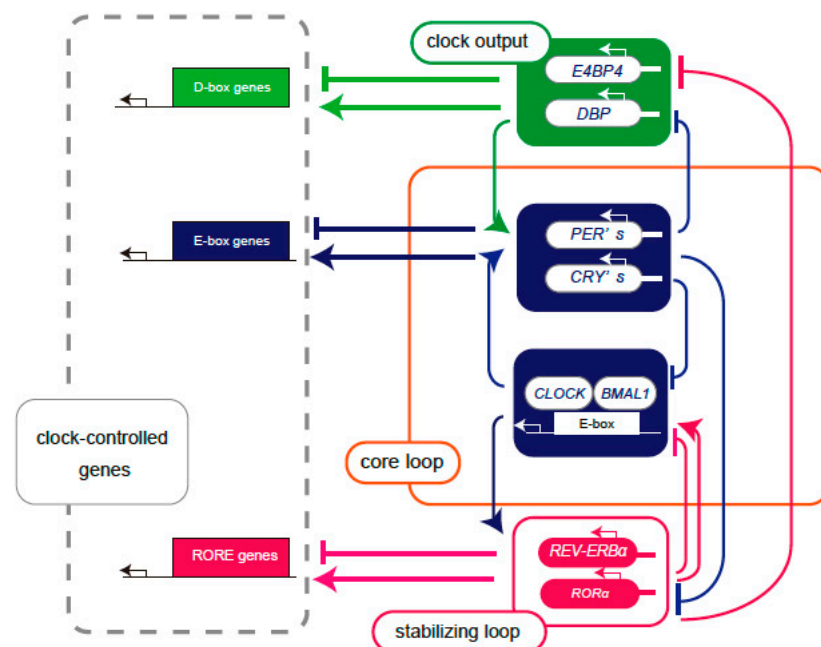 clock output
E4BP4
DBP
D-box genes
E-box genes
PER' s
CRY' s
CLOCK BMAL1
E-box
clock-controlled
genes
core loop
RORE genes
REV-ERBα
RORα
stabilizing loop